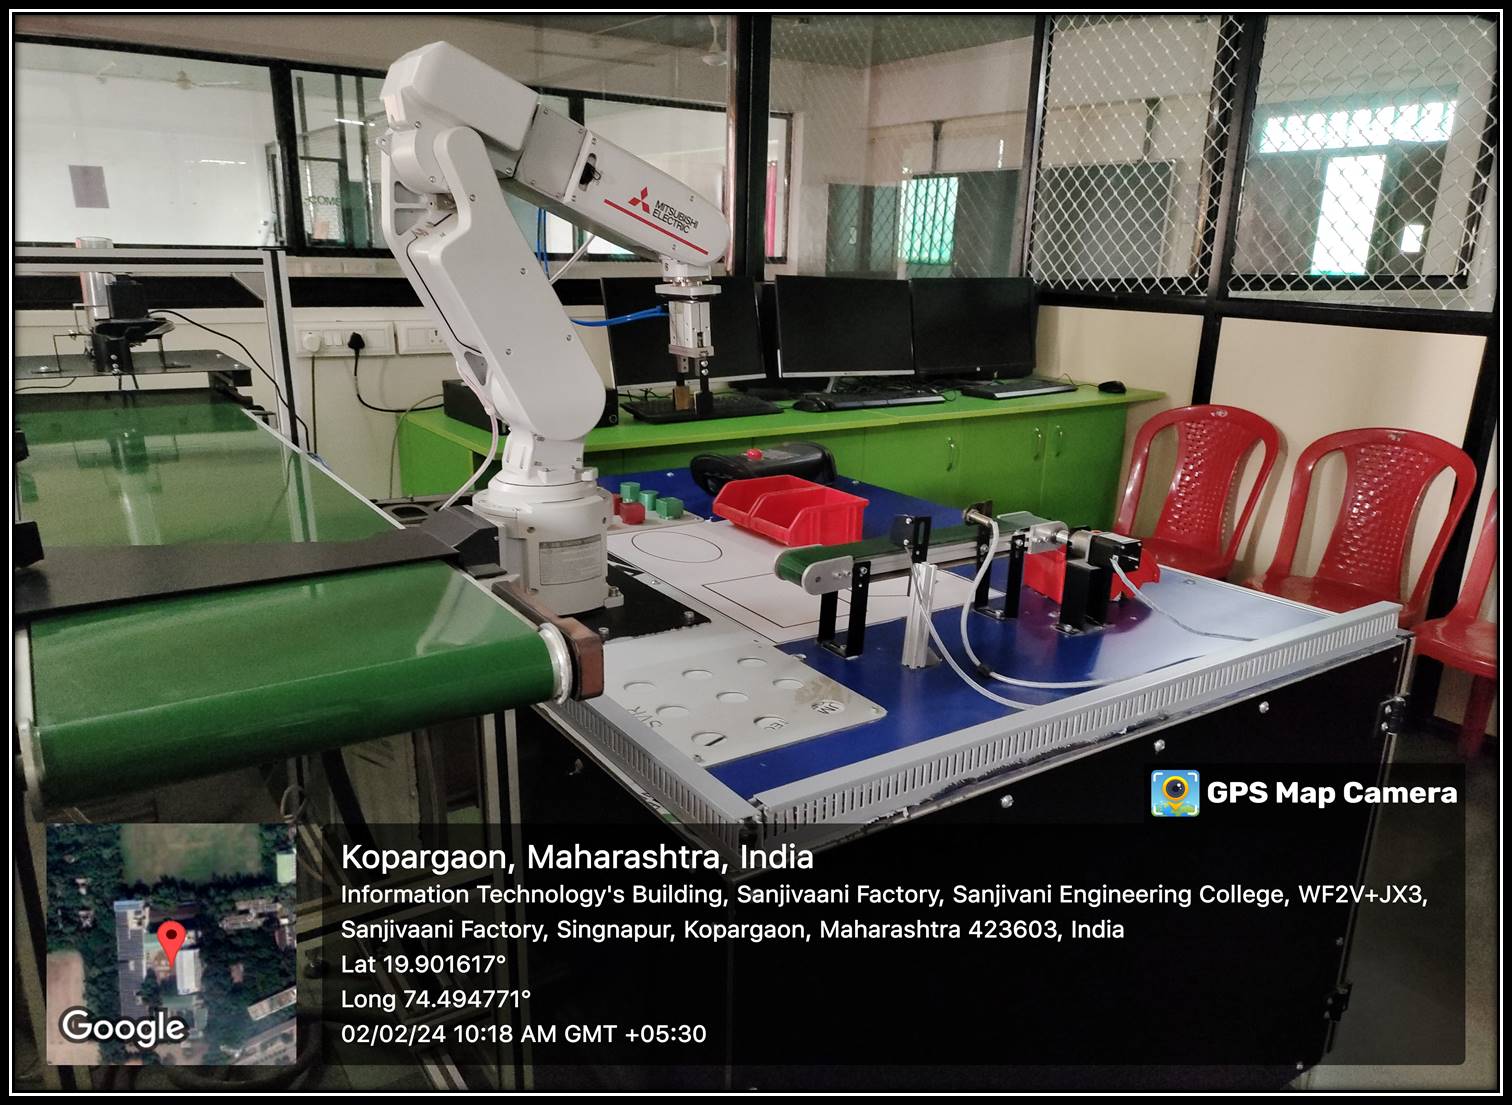 MITSUBISHI
ELECTRIC
GPS Map Camera
Kopargaon, Maharashtra, India
Information Technology's Building, Sanjivaani Factory, Sanjivani Engineering College, WF2V+JX3,
Sanjivaani Factory, Singnapur, Kopargaon, Maharashtra 423603, India
Lat 19.901617°
Long 74.494771°
02/02/24 10:18 AM GMT +05:30
Google